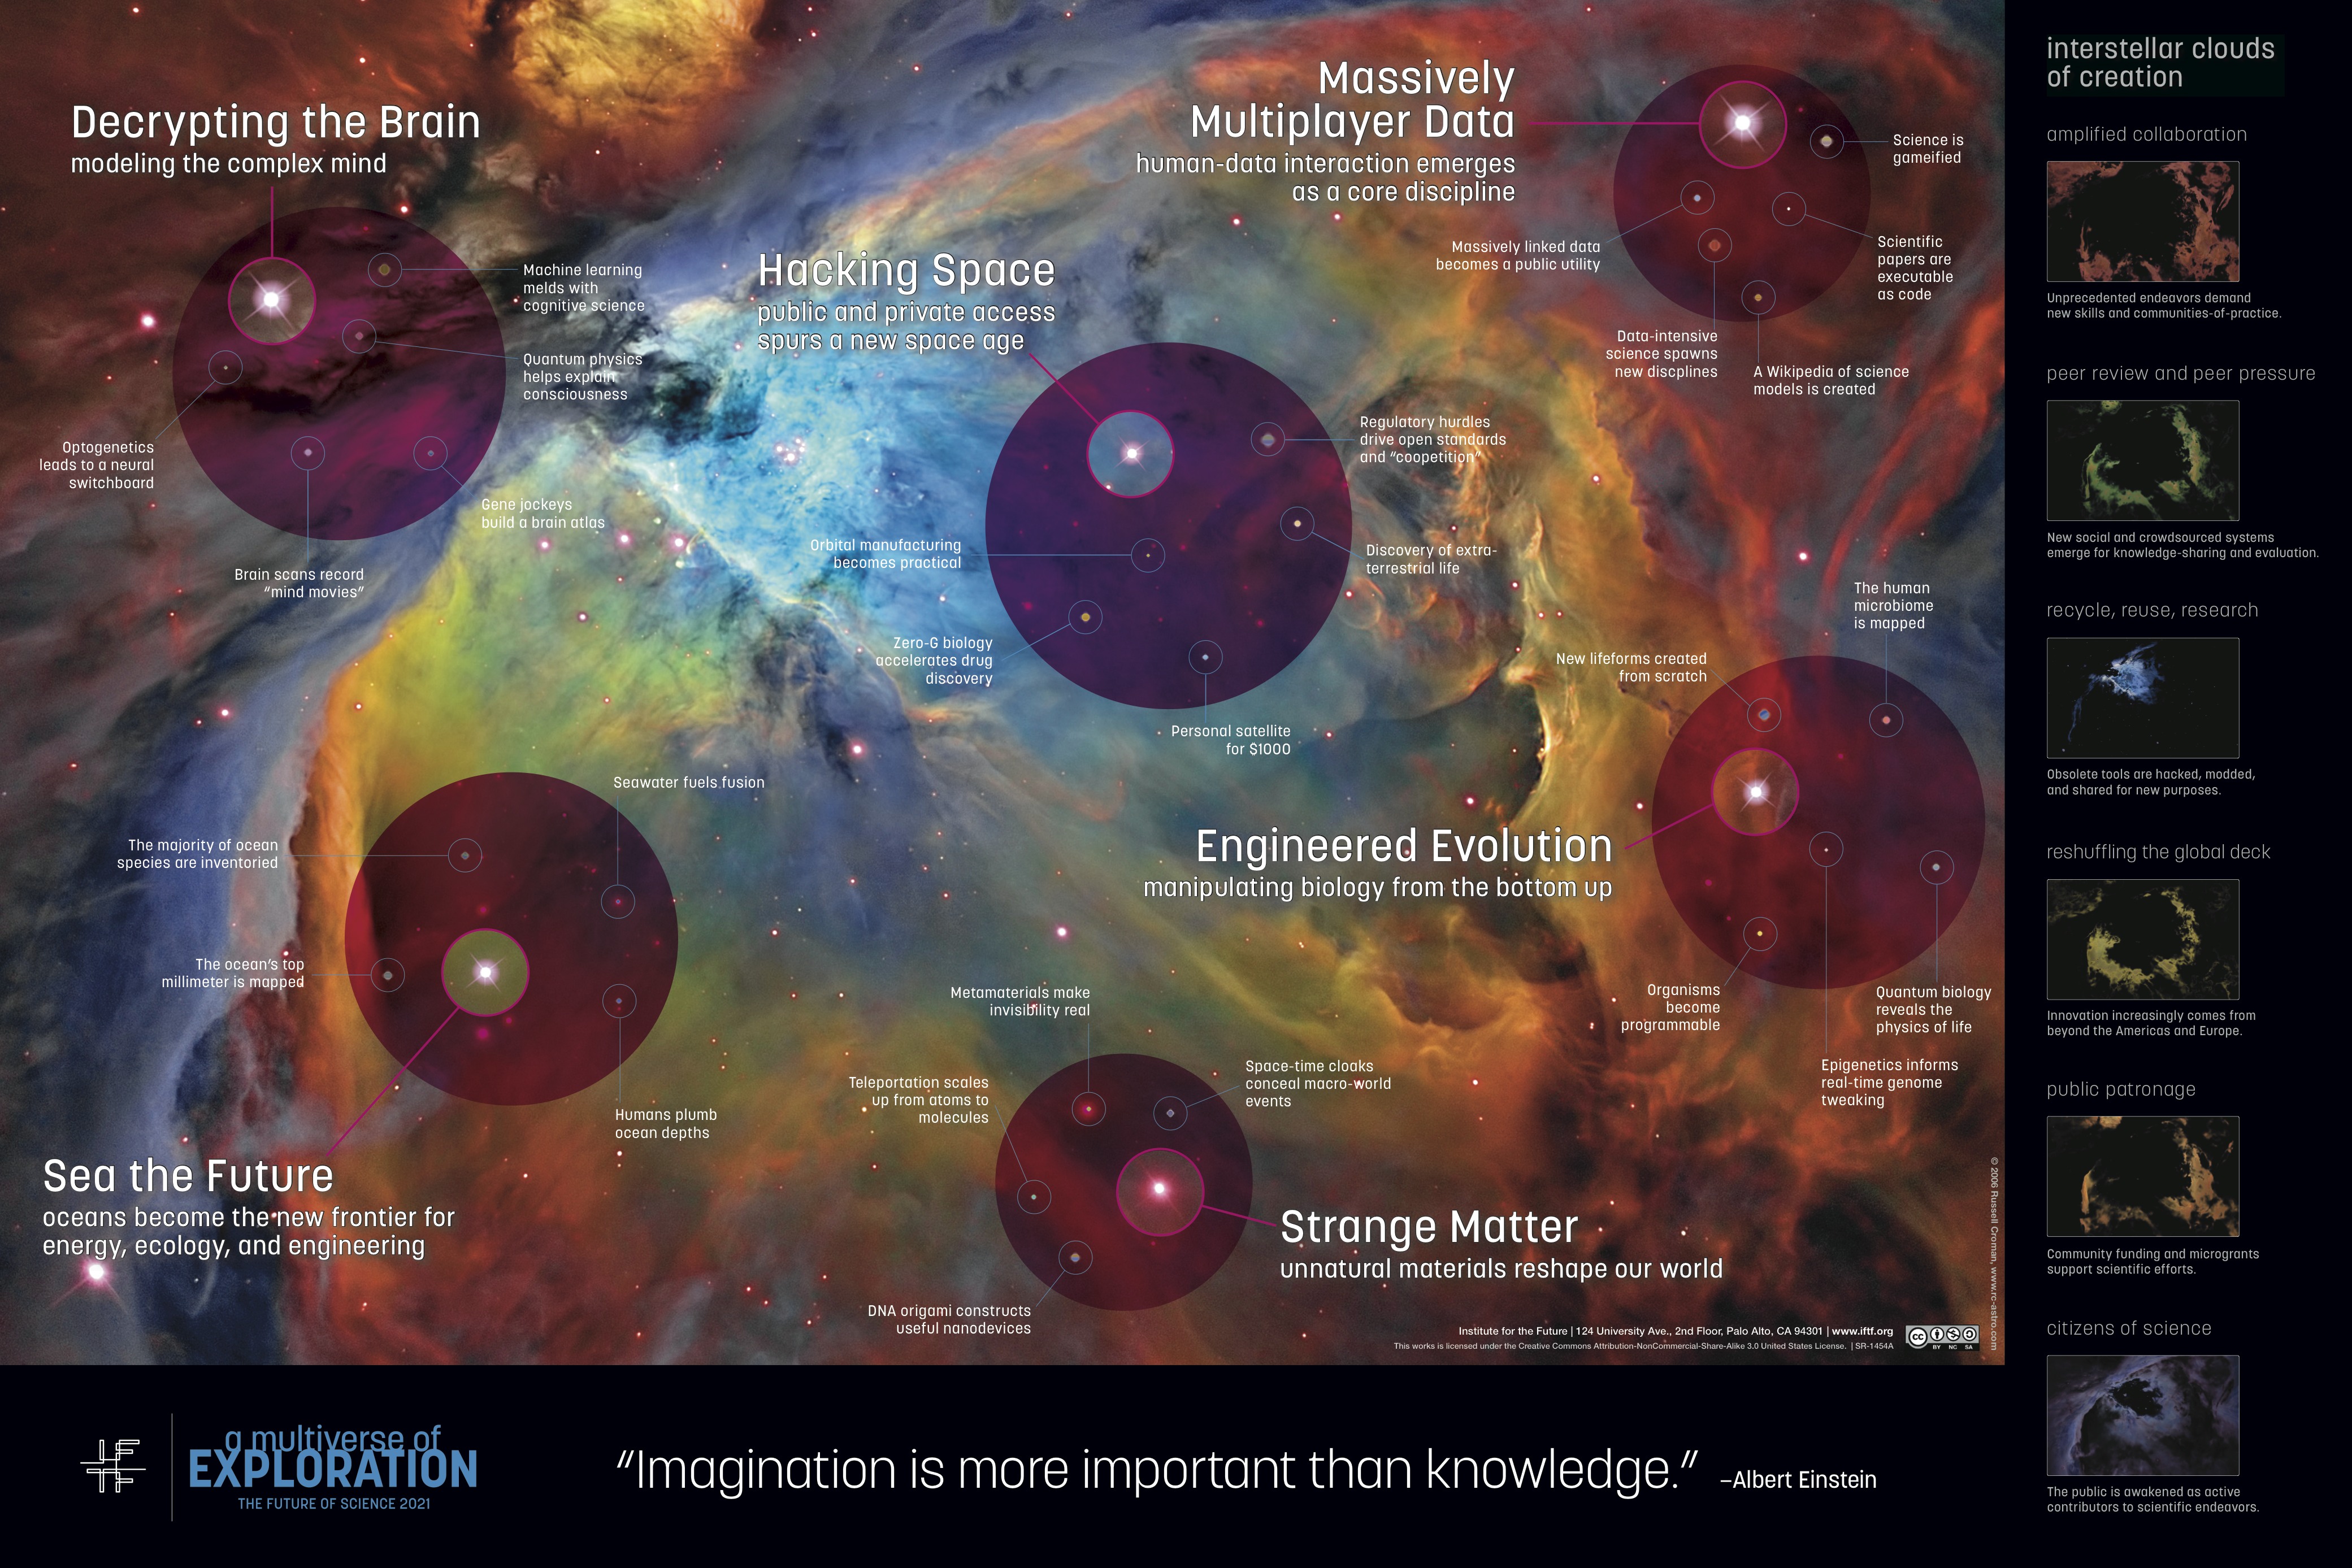 Decrypting the Brain
modeling the complex mind
Machine learning
melds with
cognitive science
Quantum physics
helps explain
consciousness
Optogenetics
leads to a neural
switchboard
Gene jockeys
build a brain atlas
Brain scans record
“mind movies”
Hacking Space
public and private access
spurs a new space age
Regulatory hurdles
drive open standards
and “coopetition”
Orbital manufacturing
becomes practical
Discovery of extra-
terrestrial life
Zero-G biology
accelerates drug
discovery
Personal satellite
for $1000
Massively
Multiplayer Data
human-data interaction emerges
as a core discipline
Science is
gameified
Massively linked data
becomes a public utility
Scientific
papers are
executable
as code
Data-intensive
science spawns
new discplines
A Wikipedia of science
models is created
Seawater fuels fusion
The majority of ocean
species are inventoried
The ocean’s top
millimeter is mapped
Humans plumb
ocean depths
Sea the Future
oceans become the new frontier for
energy, ecology, and engineering
The human
microbiome
is mapped
New lifeforms created
from scratch
Engineered Evolution
manipulating biology from the bottom up
Organisms
become
programmable
Quantum biology
reveals the
physics of life
Epigenetics informs
real-time genome
tweaking
Metamaterials make
invisibility real
Teleportation scales
up from atoms to
molecules
Space-time cloaks
conceal macro-world
events
DNA origami constructs
useful nanodevices
Strange Matter
unnatural materials reshape our world
Institute for the Future | 124 University Ave., 2nd Floor, Palo Alto, CA 94301 | www.iftf.org
This works is licensed under the Creative Commons Attribution-NonCommercial-Share-Alike 3.0 United States License. | SR-1454A
cc BY NC SA
© 2006 Russell Croman, www.rc-astro.com
interstellar clouds
of creation
amplified collaboration
Unprecedented endeavors demand
new skills and communities-of-practice.
peer review and peer pressure
New social and crowdsourced systems
emerge for knowledge-sharing and evaluation.
recycle, reuse, research
Obsolete tools are hacked, modded,
and shared for new purposes.
reshuffling the global deck
Innovation increasingly comes from
beyond the Americas and Europe.
public patronage
Community funding and microgrants
support scientific efforts.
citizens of science
The public is awakened as active
contributors to scientific endeavors.
a multiverse of
EXPLORATION
THE FUTURE OF SCIENCE 2021
“Imagination is more important than knowledge.” –Albert Einstein